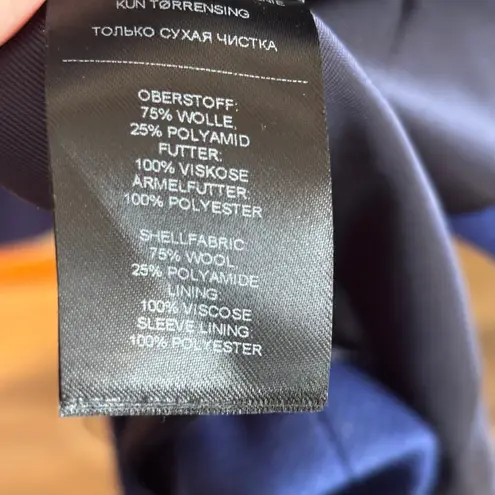 KUN TØRRENSING
ТОЛЬКО СУХАЯ ЧИСТКА
OBERSTOFF:
75% WOLLE,
25% POLYAMID
FUTTER:
100% VISKOSE
ÄRMELFUTTER:
100% POLYESTER
SHELLFABRIC:
75% WOOL
25% POLYAMIDE
LINING:
100% VISCOSE
SLEEVE LINING:
100% POLYESTER